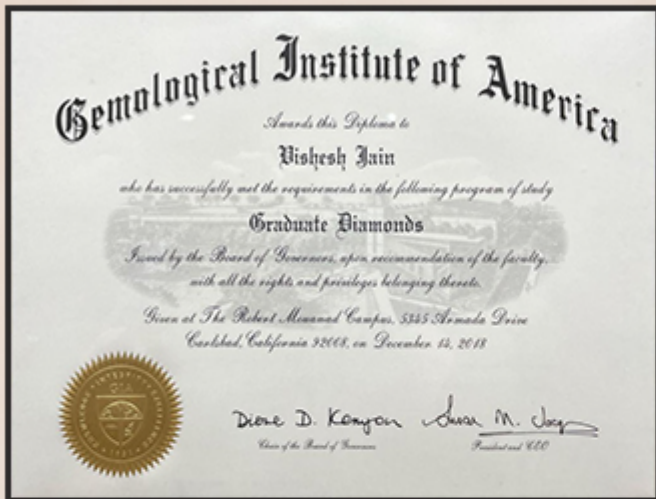 Gemological Institute of America
Awards this Diploma to
Vishesh Jain
who has successfully met the requirements in the following program of study
Graduate Diamonds
Issued by the Board of Governors, upon recommendation of the faculty,
with all the rights and privileges belonging thereto.
Given at The Robert Mouawad Campus, 5345 Armada Drive
Carlsbad, California 92008, on December 14, 2018
GIA
1931
Susan M.
Chair of the Board of Governors
President and CEO